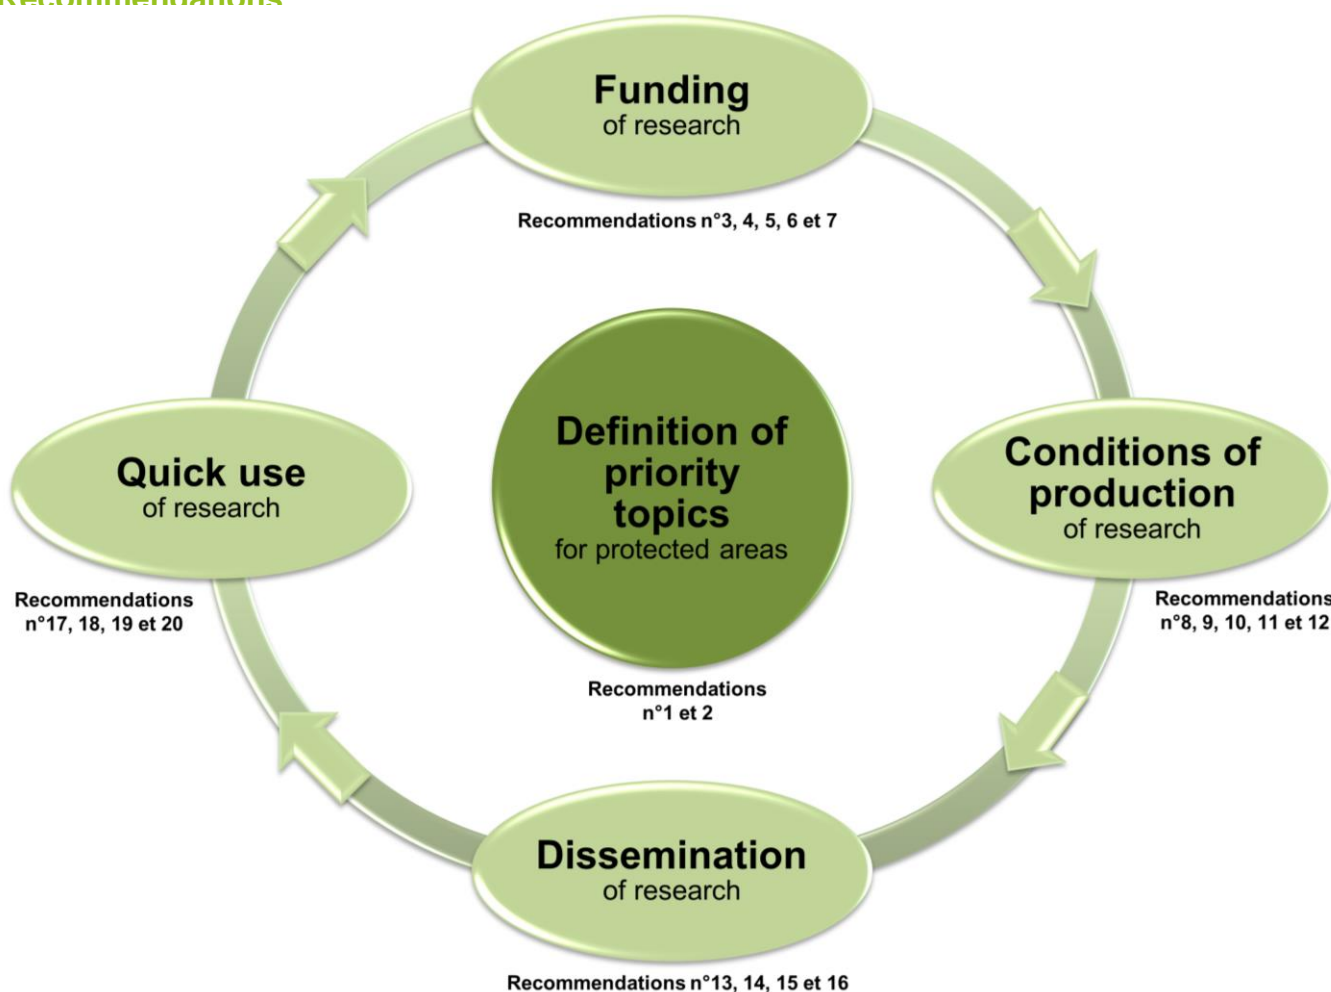 Recommendations
Funding
of research
Recommendations n°3, 4, 5, 6 et 7
Definition of
priority
topics
for protected areas
Recommendations
n°1 et 2
Quick use
of research
Recommendations
n°17, 18, 19 et 20
Conditions of
production
of research
Recommendations
n°8, 9, 10, 11 et 12
Dissemination
of research
Recommendations n°13, 14, 15 et 16